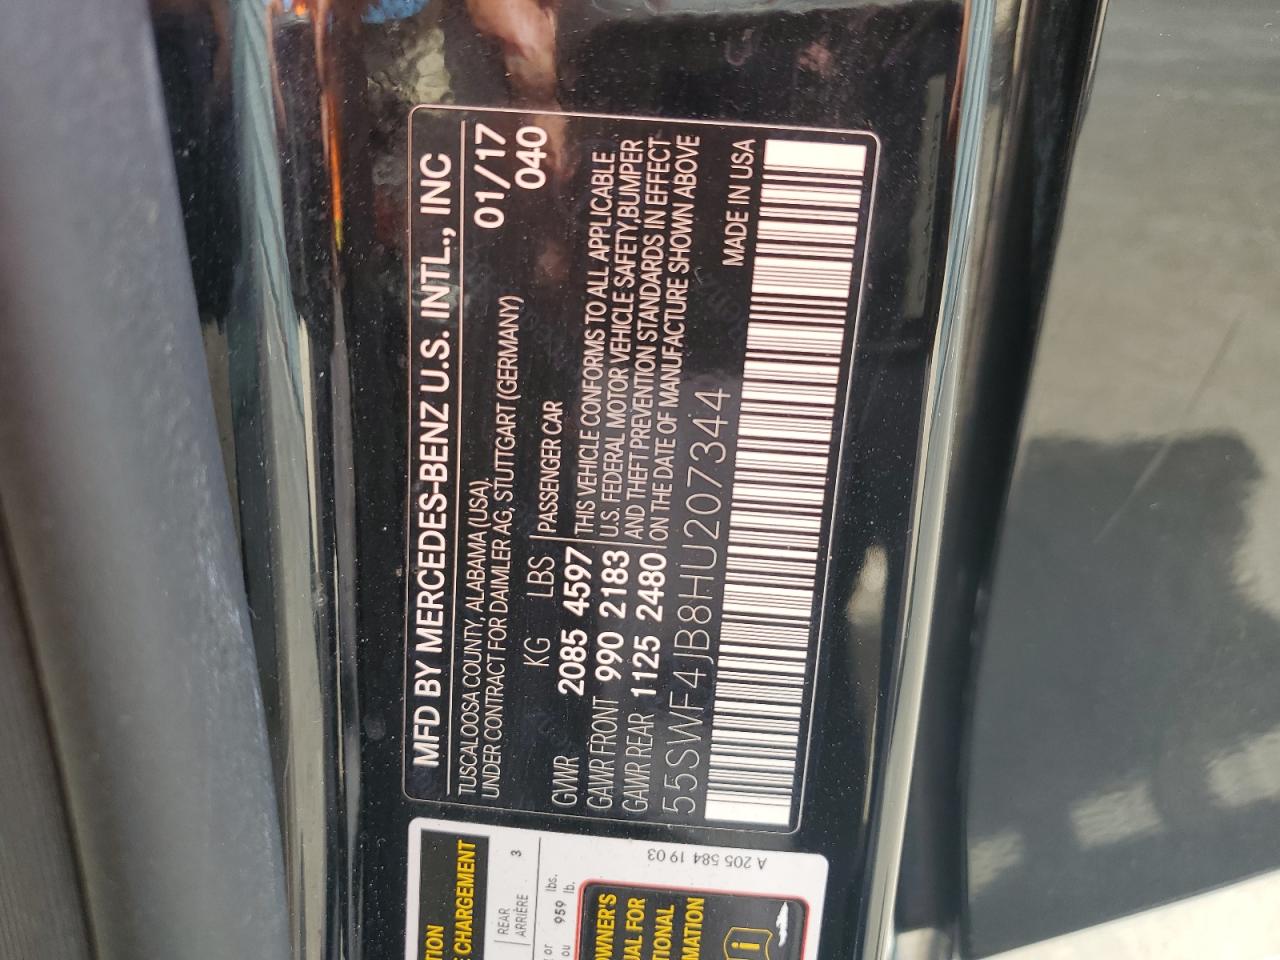 MFD BY MERCEDES-BENZ U.S. INTL., INC
TUSCALOOSA COUNTY, ALABAMA (USA) 01/17
UNDER CONTRACT FOR DAIMLER AG, STUTTGART (GERMANY) 040
KG LBS PASSENGER CAR
GVWR 2085 4597 THIS VEHICLE CONFORMS TO ALL APPLICABLE
GAWR FRONT 990 2183 U.S. FEDERAL MOTOR VEHICLE SAFETY,BUMPER
GAWR REAR 1125 2480 AND THEFT PREVENTION STANDARDS IN EFFECT
ON THE DATE OF MANUFACTURE SHOWN ABOVE
55SWF4JB8HU207344 MADE IN USA
CHARGEMENT
REAR 3
ARRIÈRE
or 959 lbs.
ou lb.
OWNER'S
FOR
A 205 584 19 03